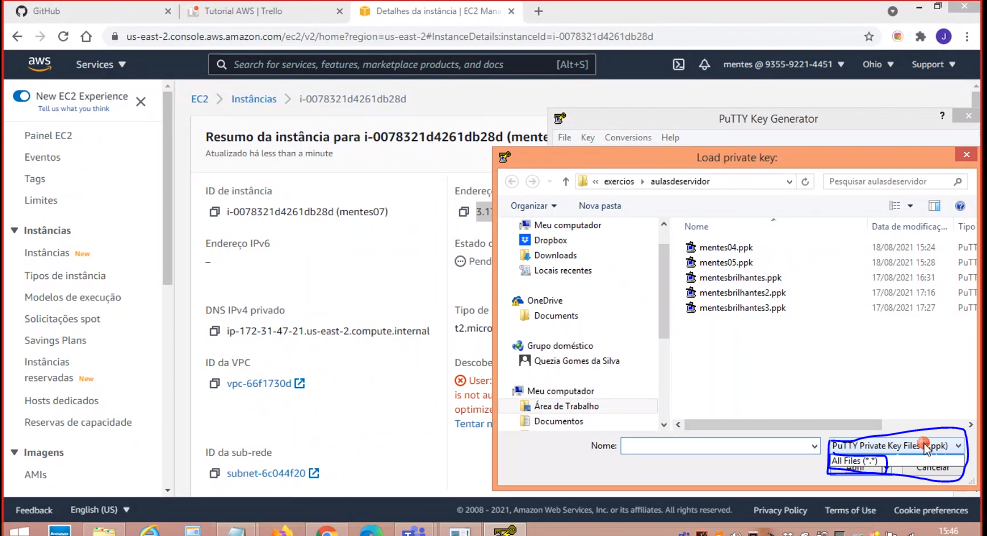 GitHub
Tutorial AWS | Trello
Detalhes da instância | EC2 Mana
us-east-2.console.aws.amazon.com/ec2/v2/home?region=us-east-2#InstanceDetails:instanceId=i-0078321d4261db28d
J
aws
Services
Search for services, features, marketplace products, and docs
[Alt+S]
mentes @ 9355-9221-4451
Ohio
Support
New EC2 Experience
Tell us what you think
Painel EC2
Eventos
Tags
Limites
Instâncias
Instâncias New
Tipos de instância
Modelos de execução
Solicitações spot
Savings Plans
Instâncias
reservadas New
Hosts dedicados
Reservas de capacidade
Imagens
AMIs
EC2
Instâncias
i-0078321d4261db28d
Resumo da instância para i-0078321d4261db28d (mente
Atualizado há less than a minute
ID de instância
i-0078321d4261db28d (mentes07)
Endereço IPv6
–
DNS IPv4 privado
ip-172-31-47-21.us-east-2.compute.internal
ID da VPC
vpc-66f1730d
ID da sub-rede
subnet-6c044f20
Endereç
3.1
Estado d
Pend
Tipo de
t2.micro
Descobe
User:
is not au
optimize
Tentar n
PuTTY Key Generator
?
File
Key
Conversions
Help
Load private key:
«
exercios
aulasdeservidor
Pesquisar aulasdeservidor
Organizar
Nova pasta
Meu computador
Dropbox
Downloads
Locais recentes
OneDrive
Documents
Grupo doméstico
Quezia Gomes da Silva
Meu computador
Área de Trabalho
Documentos
Nome
Data de modificaç...
Tipo
mentes04.ppk
18/08/2021 15:24
PuTT
mentes05.ppk
18/08/2021 15:28
PuTT
mentesbrilhantes.ppk
17/08/2021 16:31
PuTT
mentesbrilhantes2.ppk
17/08/2021 17:16
PuTT
mentesbrilhantes3.ppk
17/08/2021 17:27
PuTT
Nome:
PuTTY Private Key Files (*.ppk)
All Files (*.*)
Abrir
Cancelar
Feedback
English (US)
© 2008 - 2021, Amazon Web Services, Inc. or its affiliates. All rights reserved.
Privacy Policy
Terms of Use
Cookie preferences
15:46